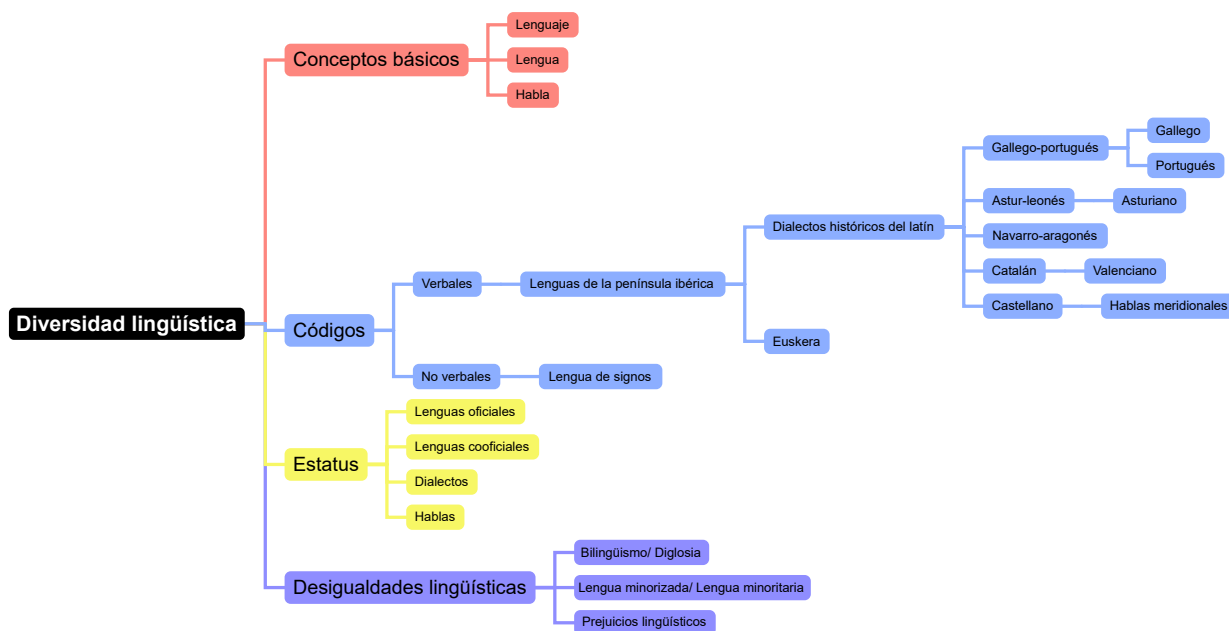 Diversidad lingüística
Conceptos básicos
Lenguaje
Lengua
Habla
Códigos
Verbales
Lenguas de la península ibérica
Dialectos históricos del latín
Gallego-portugués
Gallego
Portugués
Astur-leonés
Asturiano
Navarro-aragonés
Catalán
Valenciano
Castellano
Hablas meridionales
Euskera
No verbales
Lengua de signos
Estatus
Lenguas oficiales
Lenguas cooficiales
Dialectos
Hablas
Desigualdades lingüísticas
Bilingüismo/ Diglosia
Lengua minorizada/ Lengua minoritaria
Prejuicios lingüísticos